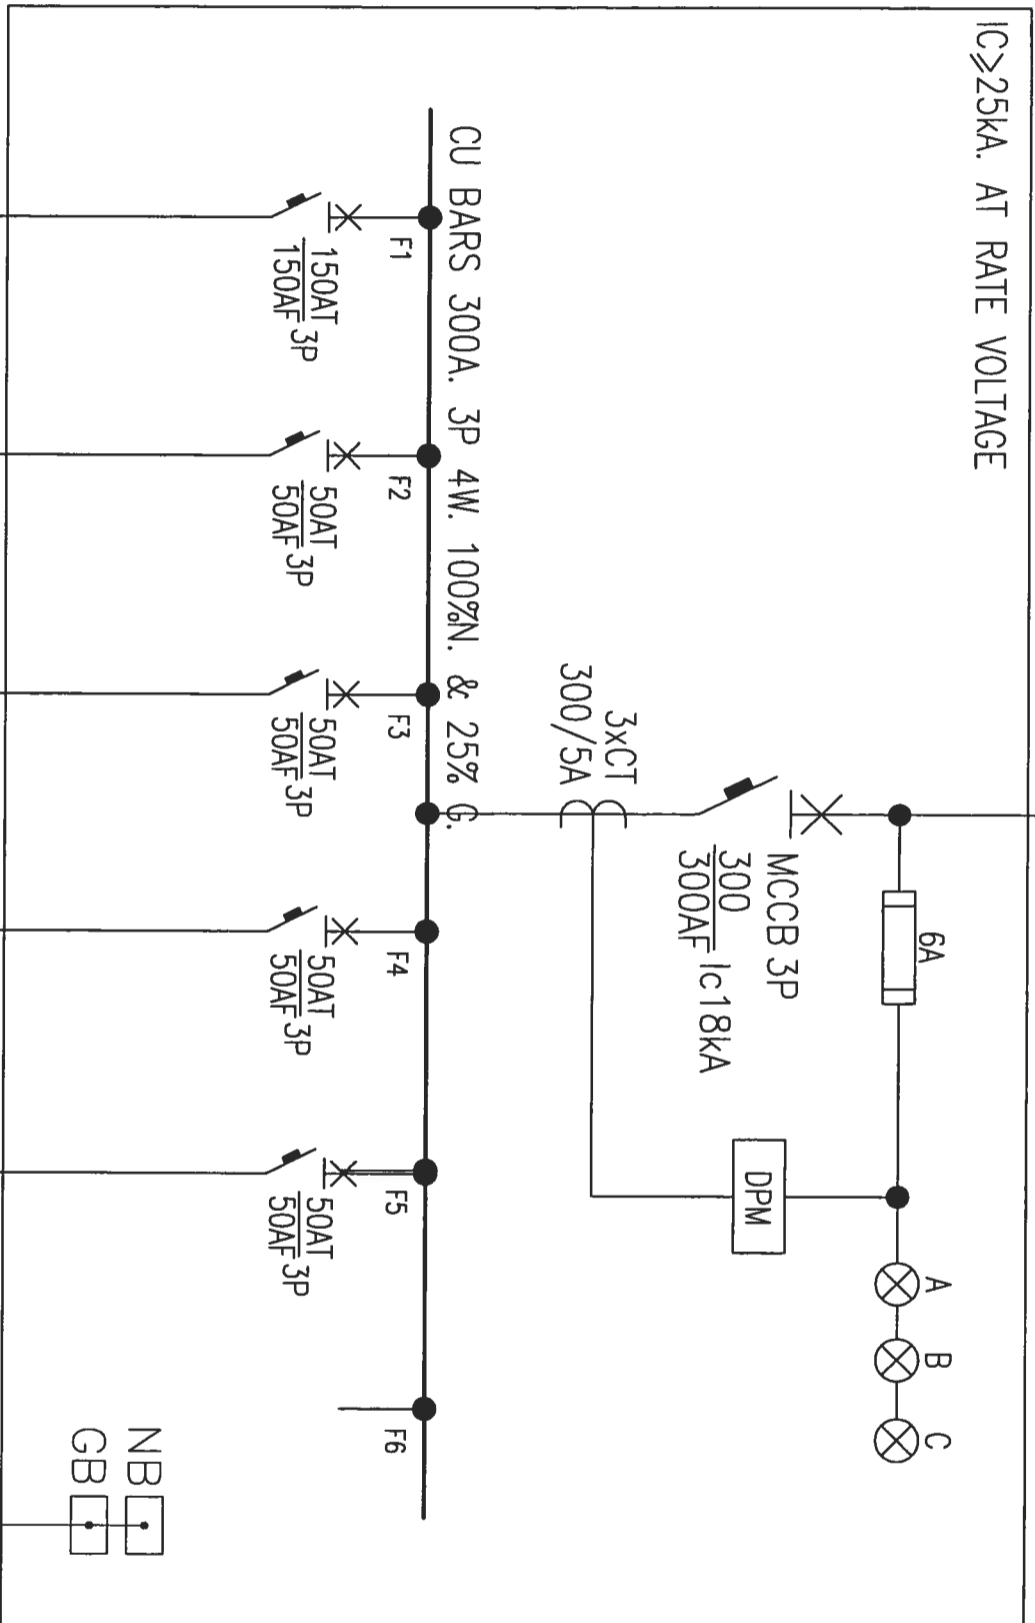 IC≥25kA. AT RATE VOLTAGE
6A
A
B
C
MCCB 3P
300
300AF Ic18kA
DPM
3xCT
300/5A
CU BARS 300A. 3P 4W. 100%N. & 25% G.
F1
150AT
150AF 3P
F2
50AT
50AF 3P
F3
50AT
50AF 3P
F4
50AT
50AF 3P
F5
50AT
50AF 3P
F6
NB
GB